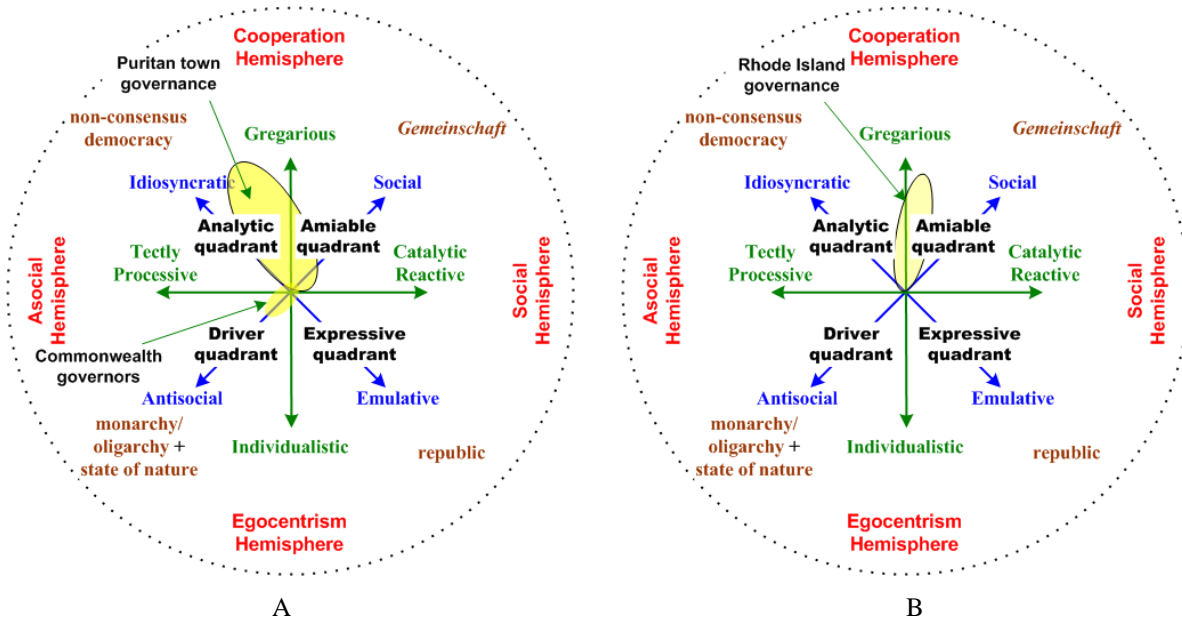 Cooperation
Hemisphere
Puritan town
governance
non-consensus
democracy
Gemeinschaft
Gregarious
Idiosyncratic
Social
Analytic
quadrant
Amiable
quadrant
Tectly
Processive
Catalytic
Reactive
Asocial
Hemisphere
Social
Hemisphere
Driver
quadrant
Expressive
quadrant
Commonwealth
governors
Antisocial
Emulative
monarchy/
oligarchy +
state of nature
Individualistic
republic
Egocentrism
Hemisphere
A
Cooperation
Hemisphere
Rhode Island
governance
non-consensus
democracy
Gemeinschaft
Gregarious
Idiosyncratic
Social
Analytic
quadrant
Amiable
quadrant
Tectly
Processive
Catalytic
Reactive
Asocial
Hemisphere
Social
Hemisphere
Driver
quadrant
Expressive
quadrant
Antisocial
Emulative
monarchy/
oligarchy +
state of nature
Individualistic
republic
Egocentrism
Hemisphere
B